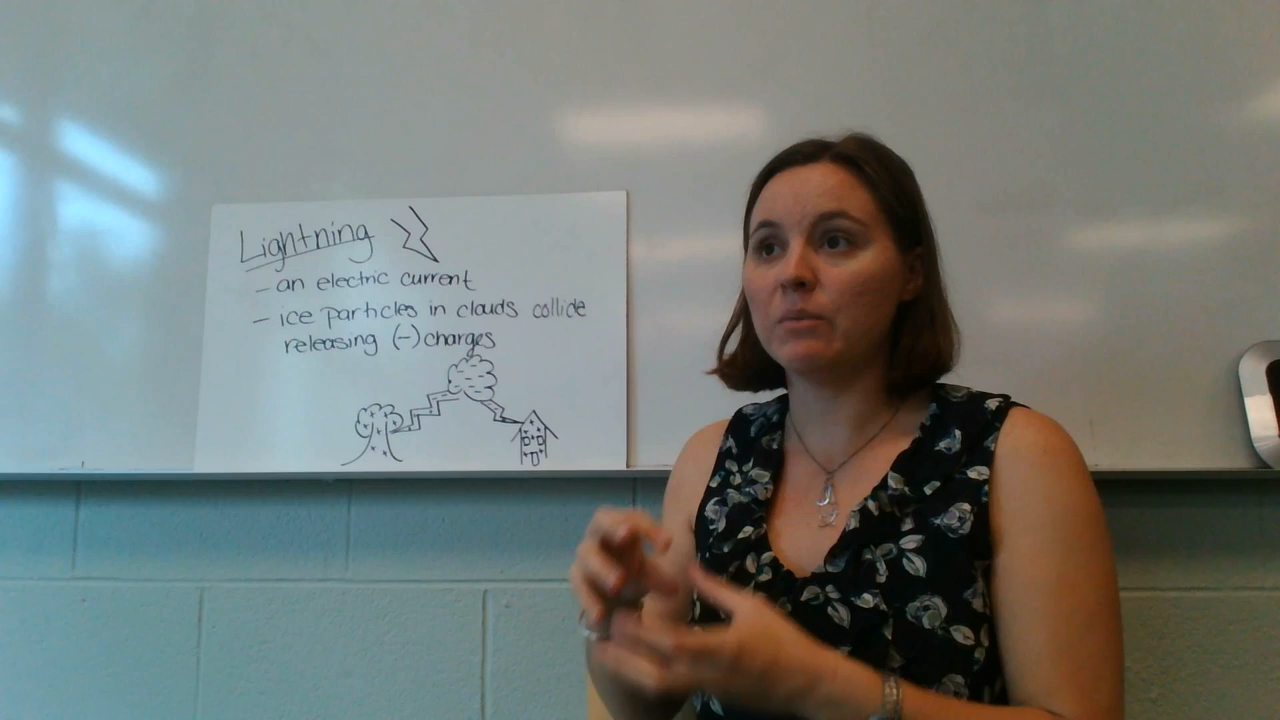 Lightning
- an electric current
- ice particles in clouds collide
releasing (-) charges